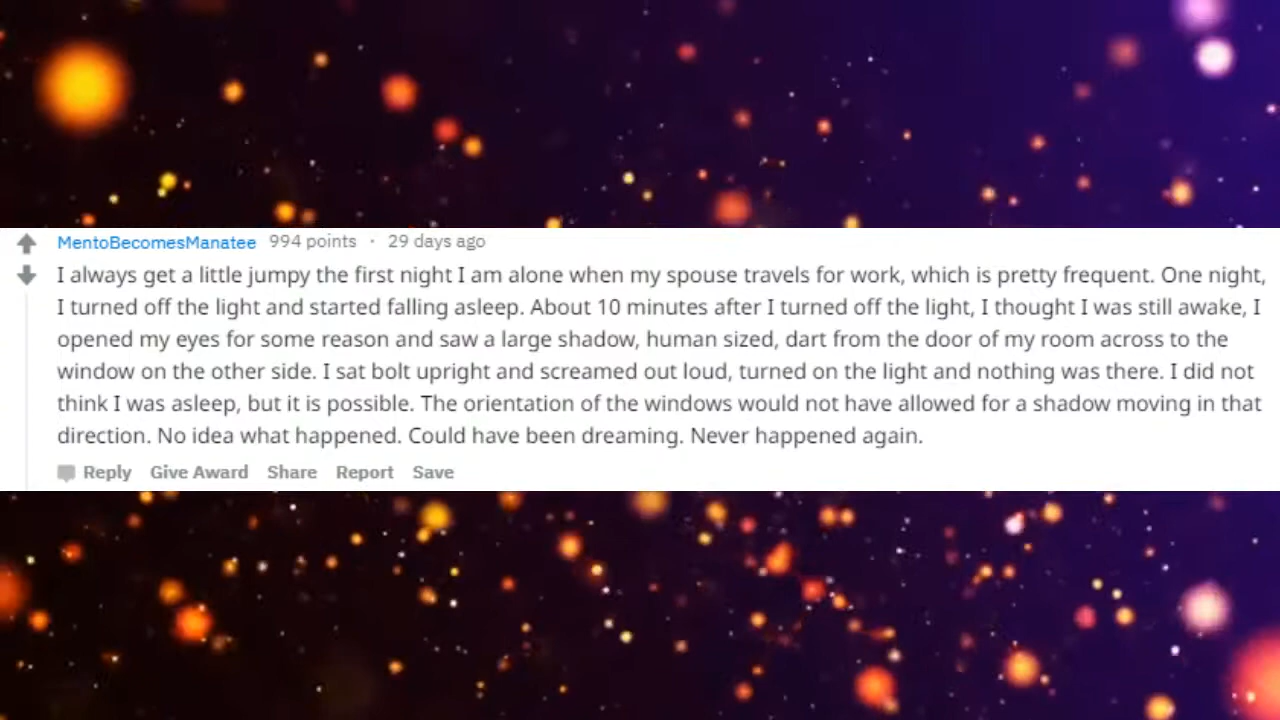 MentoBecomesManatee 994 points · 29 days ago
I always get a little jumpy the first night I am alone when my spouse travels for work, which is pretty frequent. One night,
I turned off the light and started falling asleep. About 10 minutes after I turned off the light, I thought I was still awake, I
opened my eyes for some reason and saw a large shadow, human sized, dart from the door of my room across to the
window on the other side. I sat bolt upright and screamed out loud, turned on the light and nothing was there. I did not
think I was asleep, but it is possible. The orientation of the windows would not have allowed for a shadow moving in that
direction. No idea what happened. Could have been dreaming. Never happened again.
Reply Give Award Share Report Save